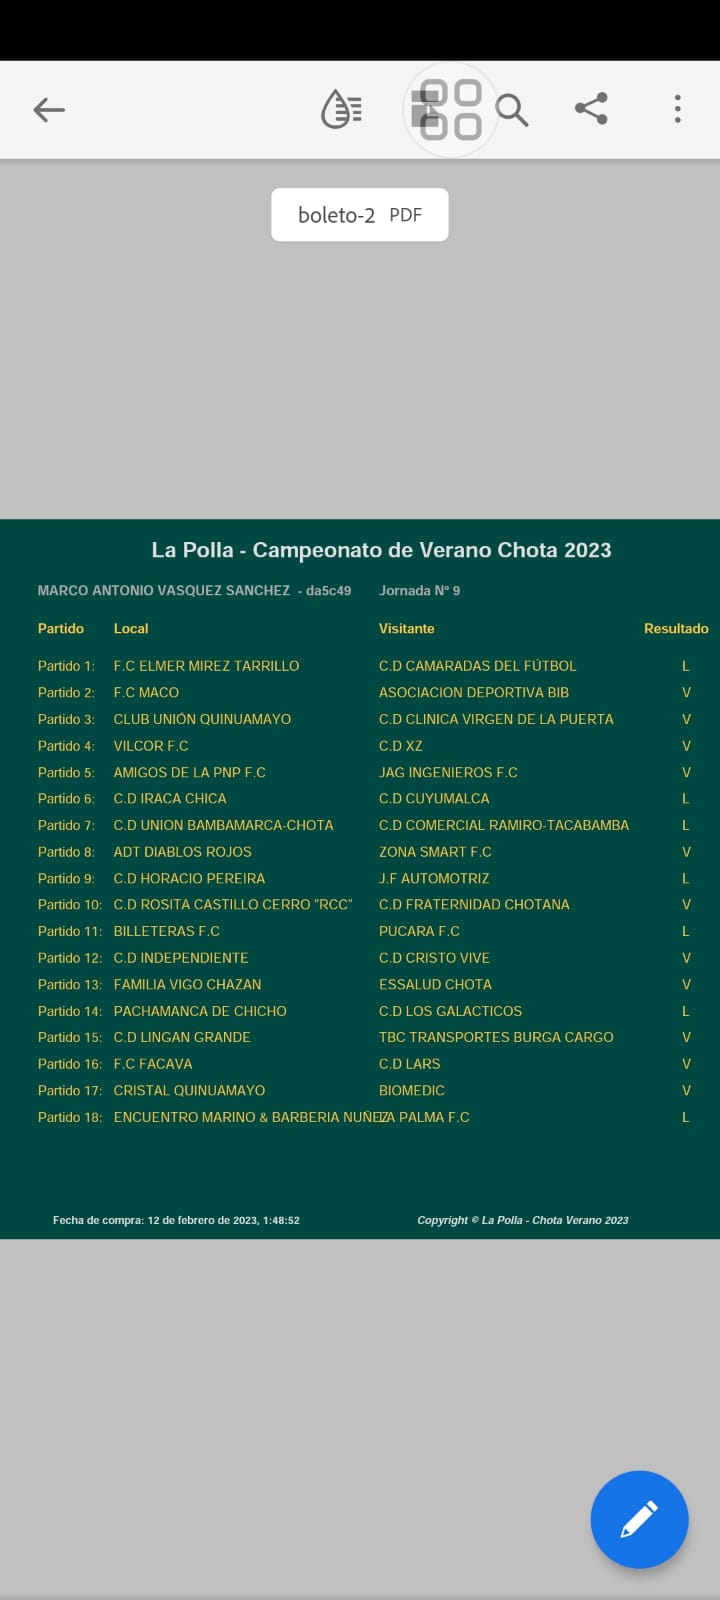 boleto-2 PDF
La Polla - Campeonato de Verano Chota 2023
MARCO ANTONIO VASQUEZ SANCHEZ - da5c49 Jornada Nº 9
Partido Local Visitante Resultado
Partido 1: F.C ELMER MIREZ TARRILLO C.D CAMARADAS DEL FÚTBOL L
Partido 2: F.C MACO ASOCIACION DEPORTIVA BIB V
Partido 3: CLUB UNIÓN QUINUAMAYO C.D CLINICA VIRGEN DE LA PUERTA V
Partido 4: VILCOR F.C C.D XZ V
Partido 5: AMIGOS DE LA PNP F.C JAG INGENIEROS F.C V
Partido 6: C.D IRACA CHICA C.D CUYUMALCA L
Partido 7: C.D UNION BAMBAMARCA-CHOTA C.D COMERCIAL RAMIRO-TACABAMBA L
Partido 8: ADT DIABLOS ROJOS ZONA SMART F.C V
Partido 9: C.D HORACIO PEREIRA J.F AUTOMOTRIZ L
Partido 10: C.D ROSITA CASTILLO CERRO "RCC" C.D FRATERNIDAD CHOTANA V
Partido 11: BILLETERAS F.C PUCARA F.C L
Partido 12: C.D INDEPENDIENTE C.D CRISTO VIVE V
Partido 13: FAMILIA VIGO CHAZAN ESSALUD CHOTA V
Partido 14: PACHAMANCA DE CHICHO C.D LOS GALACTICOS L
Partido 15: C.D LINGAN GRANDE TBC TRANSPORTES BURGA CARGO V
Partido 16: F.C FACAVA C.D LARS V
Partido 17: CRISTAL QUINUAMAYO BIOMEDIC V
Partido 18: ENCUENTRO MARINO & BARBERIA NUÑEZ LA PALMA F.C L
Fecha de compra: 12 de febrero de 2023, 1:48:52 Copyright © La Polla - Chota Verano 2023